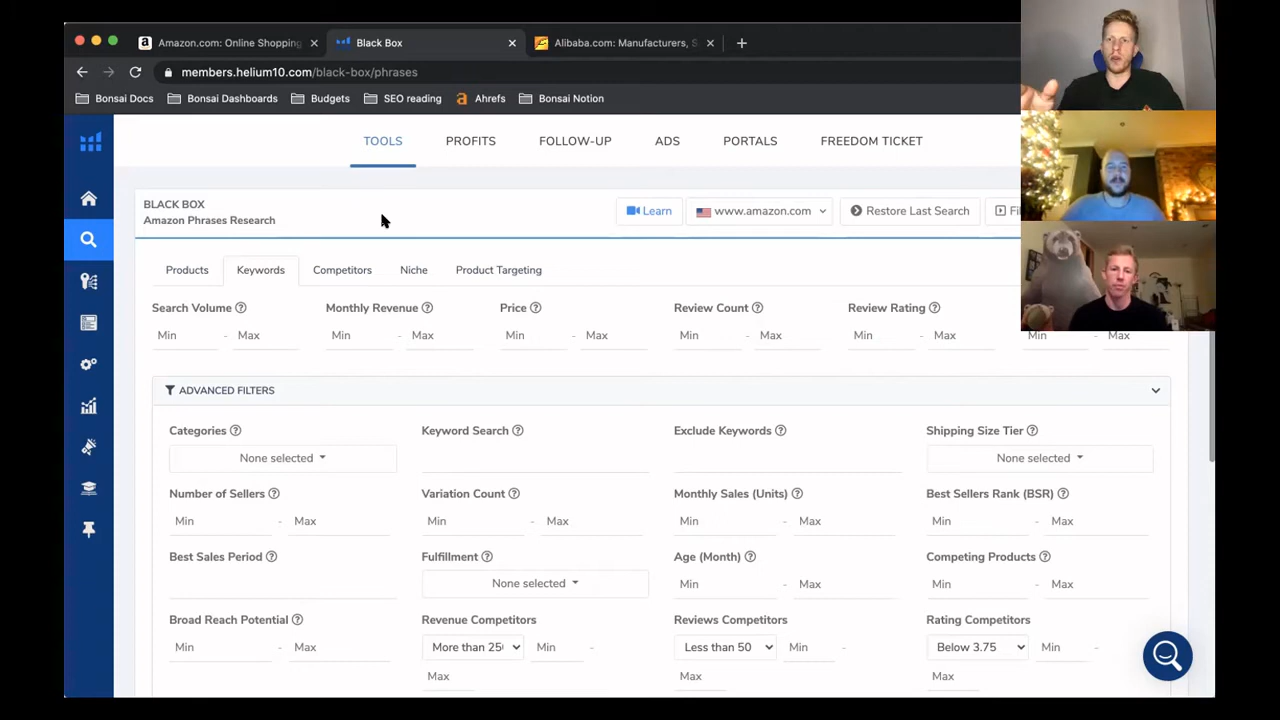 Amazon.com: Online Shopping
Black Box
Alibaba.com: Manufacturers, S
members.helium10.com/black-box/phrases
Bonsai Docs
Bonsai Dashboards
Budgets
SEO reading
Ahrefs
Bonsai Notion
TOOLS
PROFITS
FOLLOW-UP
ADS
PORTALS
FREEDOM TICKET
BLACK BOX
Amazon Phrases Research
Learn
www.amazon.com
Restore Last Search
Fil
Products
Keywords
Competitors
Niche
Product Targeting
Search Volume
Monthly Revenue
Price
Review Count
Review Rating
Min - Max
Min - Max
Min - Max
Min - Max
Min - Max
Min - Max
ADVANCED FILTERS
Categories
Keyword Search
Exclude Keywords
Shipping Size Tier
None selected
None selected
Number of Sellers
Variation Count
Monthly Sales (Units)
Best Sellers Rank (BSR)
Min - Max
Min - Max
Min - Max
Min - Max
Best Sales Period
Fulfillment
Age (Month)
Competing Products
None selected
Min - Max
Min - Max
Broad Reach Potential
Revenue Competitors
Reviews Competitors
Rating Competitors
Min - Max
More than 25
Min -
Less than 50
Min -
Below 3.75
Min -
Max
Max
Max